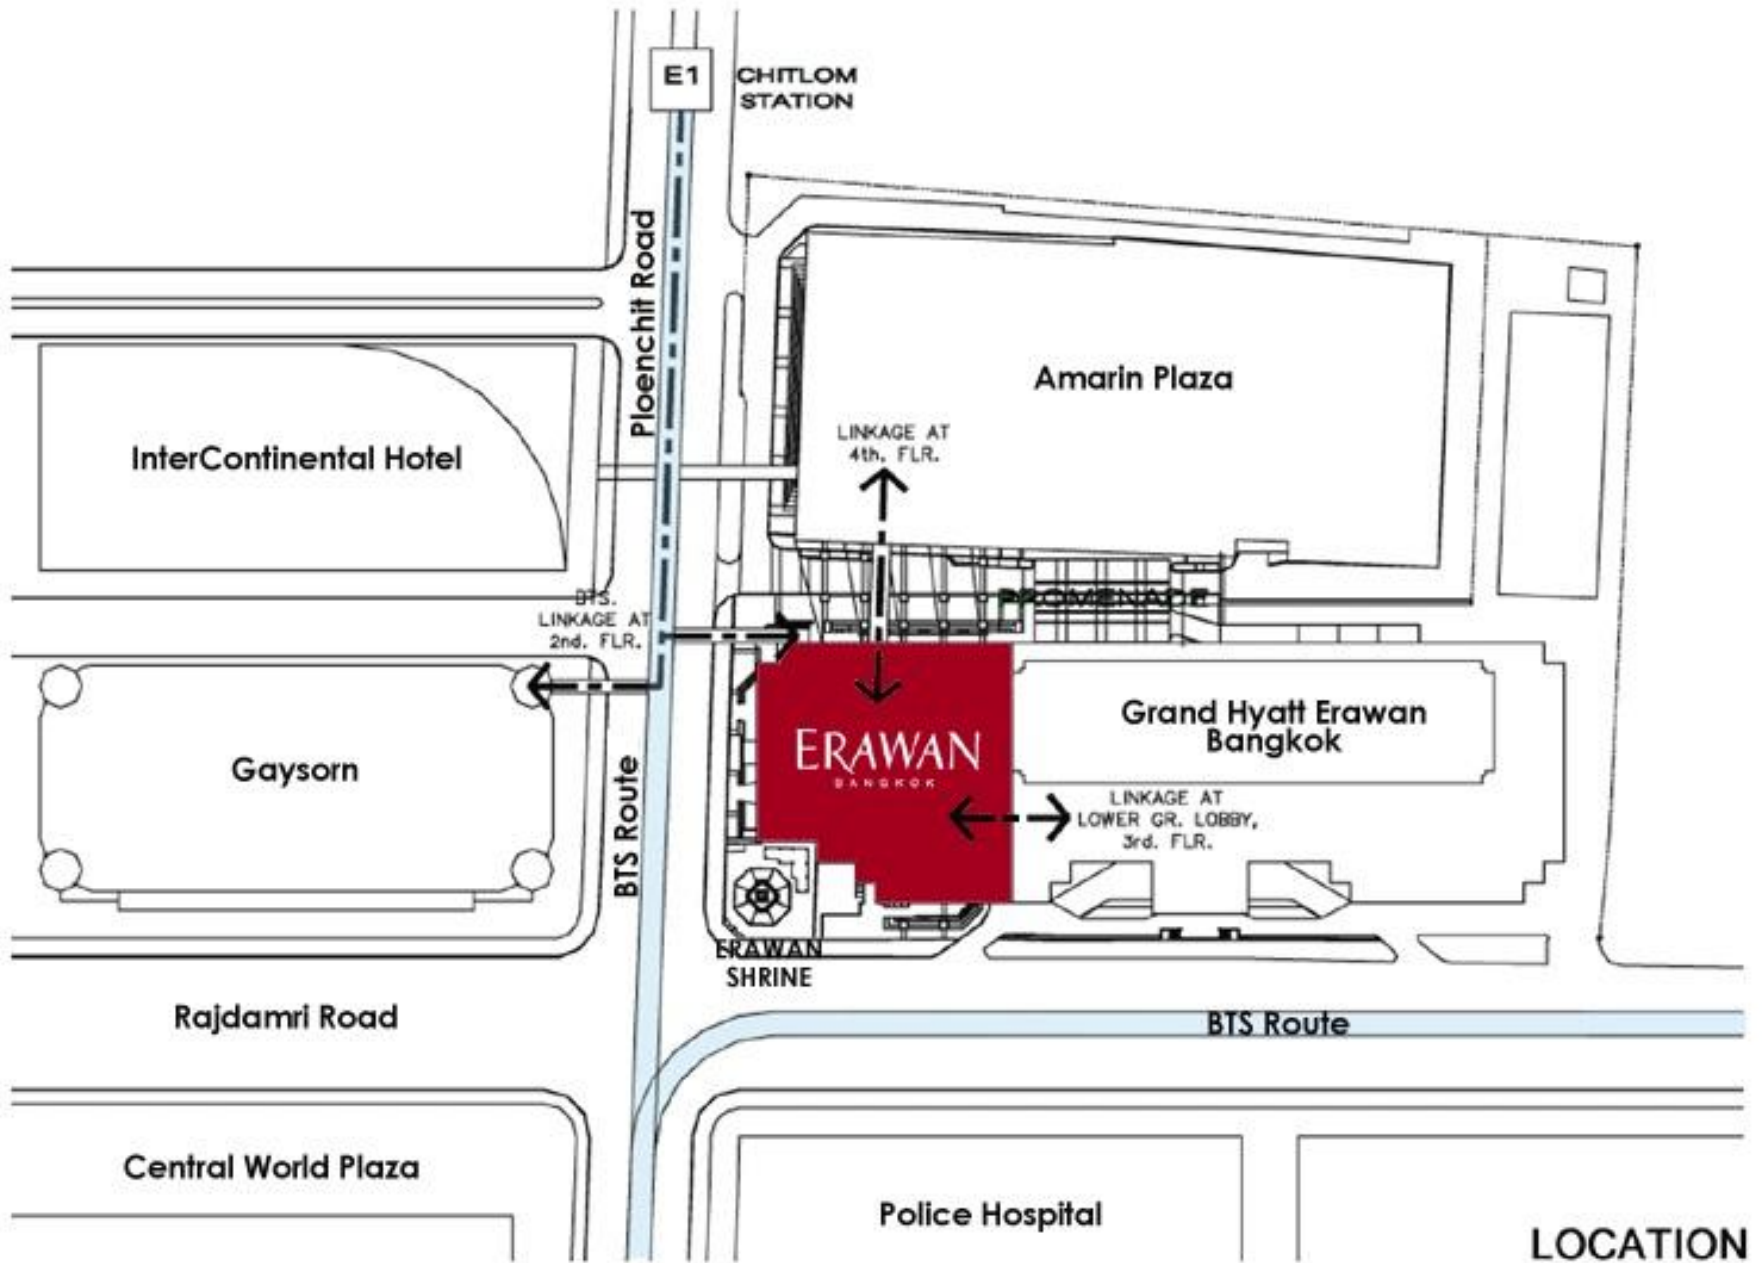 E1
CHITLOM
STATION
Ploenchit Road
Amarin Plaza
InterContinental Hotel
LINKAGE AT
4th. FLR.
BTS.
LINKAGE AT
2nd. FLR.
PROMENADE
Grand Hyatt Erawan
Bangkok
ERAWAN
BANGKOK
Gaysorn
LINKAGE AT
LOWER GR. LOBBY,
3rd. FLR.
BTS Route
ERAWAN
SHRINE
Rajdamri Road
BTS Route
Central World Plaza
Police Hospital
LOCATION